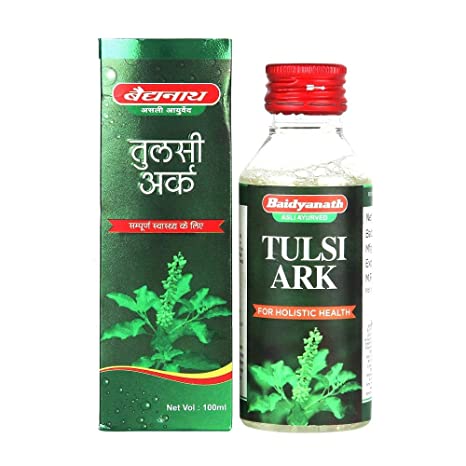 बैद्यनाथ
असली आयुर्वेद
तुलसी
अर्क
सम्पूर्ण स्वास्थ्य के लिए
Net Vol : 100ml
Baidyanath
ASLI AYURVED
TULSI
ARK
FOR HOLISTIC HEALTH